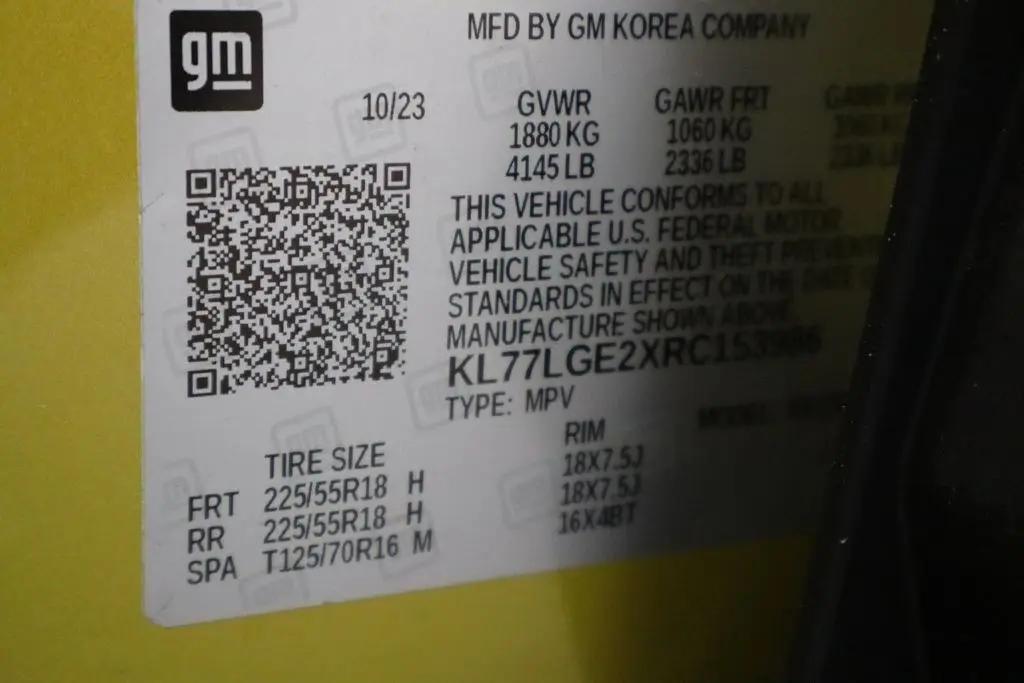 gm
MFD BY GM KOREA COMPANY
10/23
GVWR GAWR FRT GAWR
1880 KG 1060 KG
4145 LB 2336 LB
THIS VEHICLE CONFORMS TO ALL
APPLICABLE U.S. FEDERAL MOTOR
VEHICLE SAFETY AND THEFT
STANDARDS IN EFFECT ON THE DATE
MANUFACTURE SHOWN ABOVE.
TYPE: MPV
TIRE SIZE RIM
FRT 225/55R18 H 18X7.5J
RR 225/55R18 H 18X7.5J
SPA T125/70R16 M 16X4BT